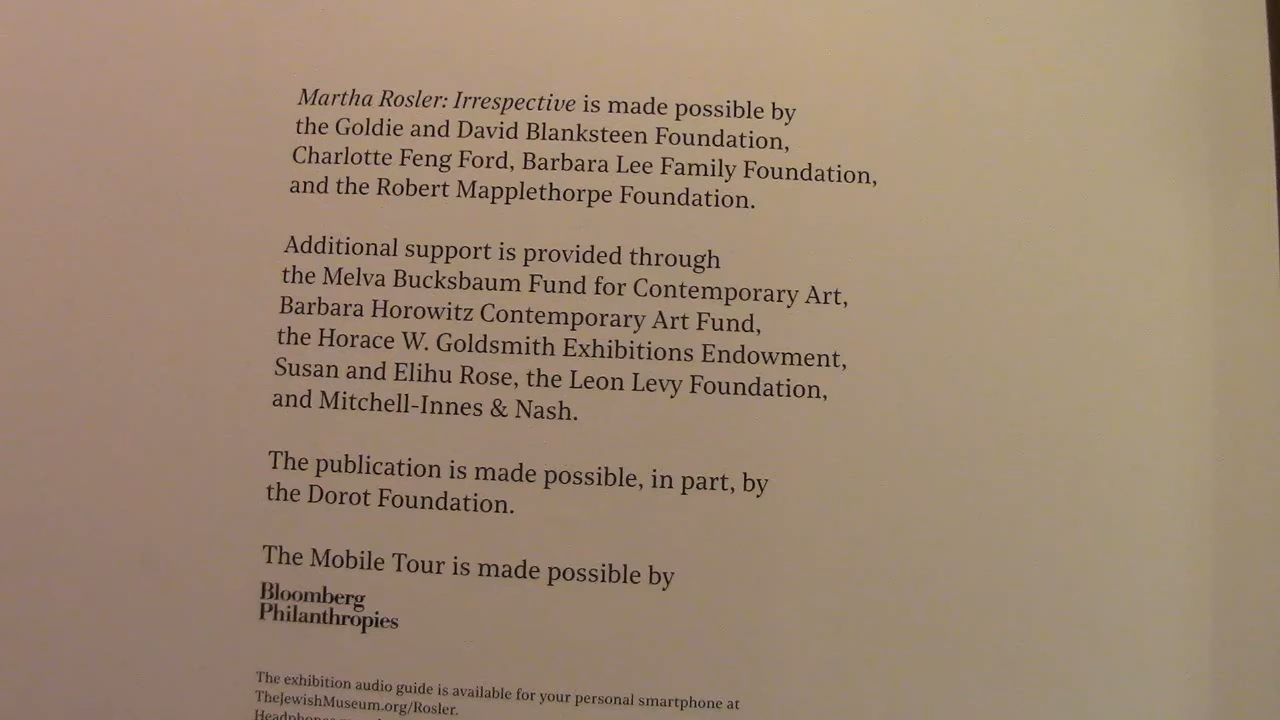 Martha Rosler: Irrespective is made possible by
the Goldie and David Blanksteen Foundation,
Charlotte Feng Ford, Barbara Lee Family Foundation,
and the Robert Mapplethorpe Foundation.
Additional support is provided through
the Melva Bucksbaum Fund for Contemporary Art,
Barbara Horowitz Contemporary Art Fund,
the Horace W. Goldsmith Exhibitions Endowment,
Susan and Elihu Rose, the Leon Levy Foundation,
and Mitchell-Innes & Nash.
The publication is made possible, in part, by
the Dorot Foundation.
The Mobile Tour is made possible by
Bloomberg
Philanthropies
The exhibition audio guide is available for your personal smartphone at
TheJewishMuseum.org/Rosler.
Headphones